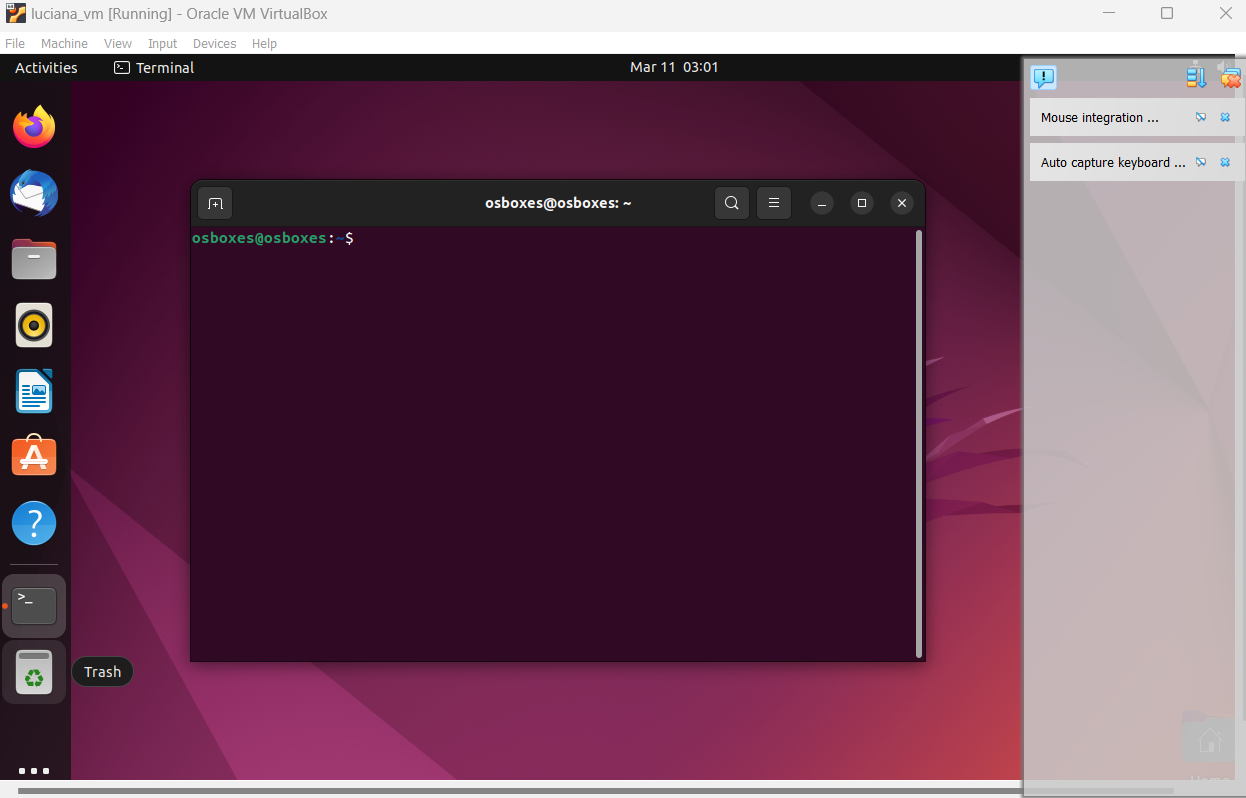 luciana_vm [Running] - Oracle VM VirtualBox
File Machine View Input Devices Help
Activities Terminal Mar 11 03:01
Mouse integration ...
Auto capture keyboard ...
osboxes@osboxes: ~
osboxes@osboxes:~$
>_
Trash
Home